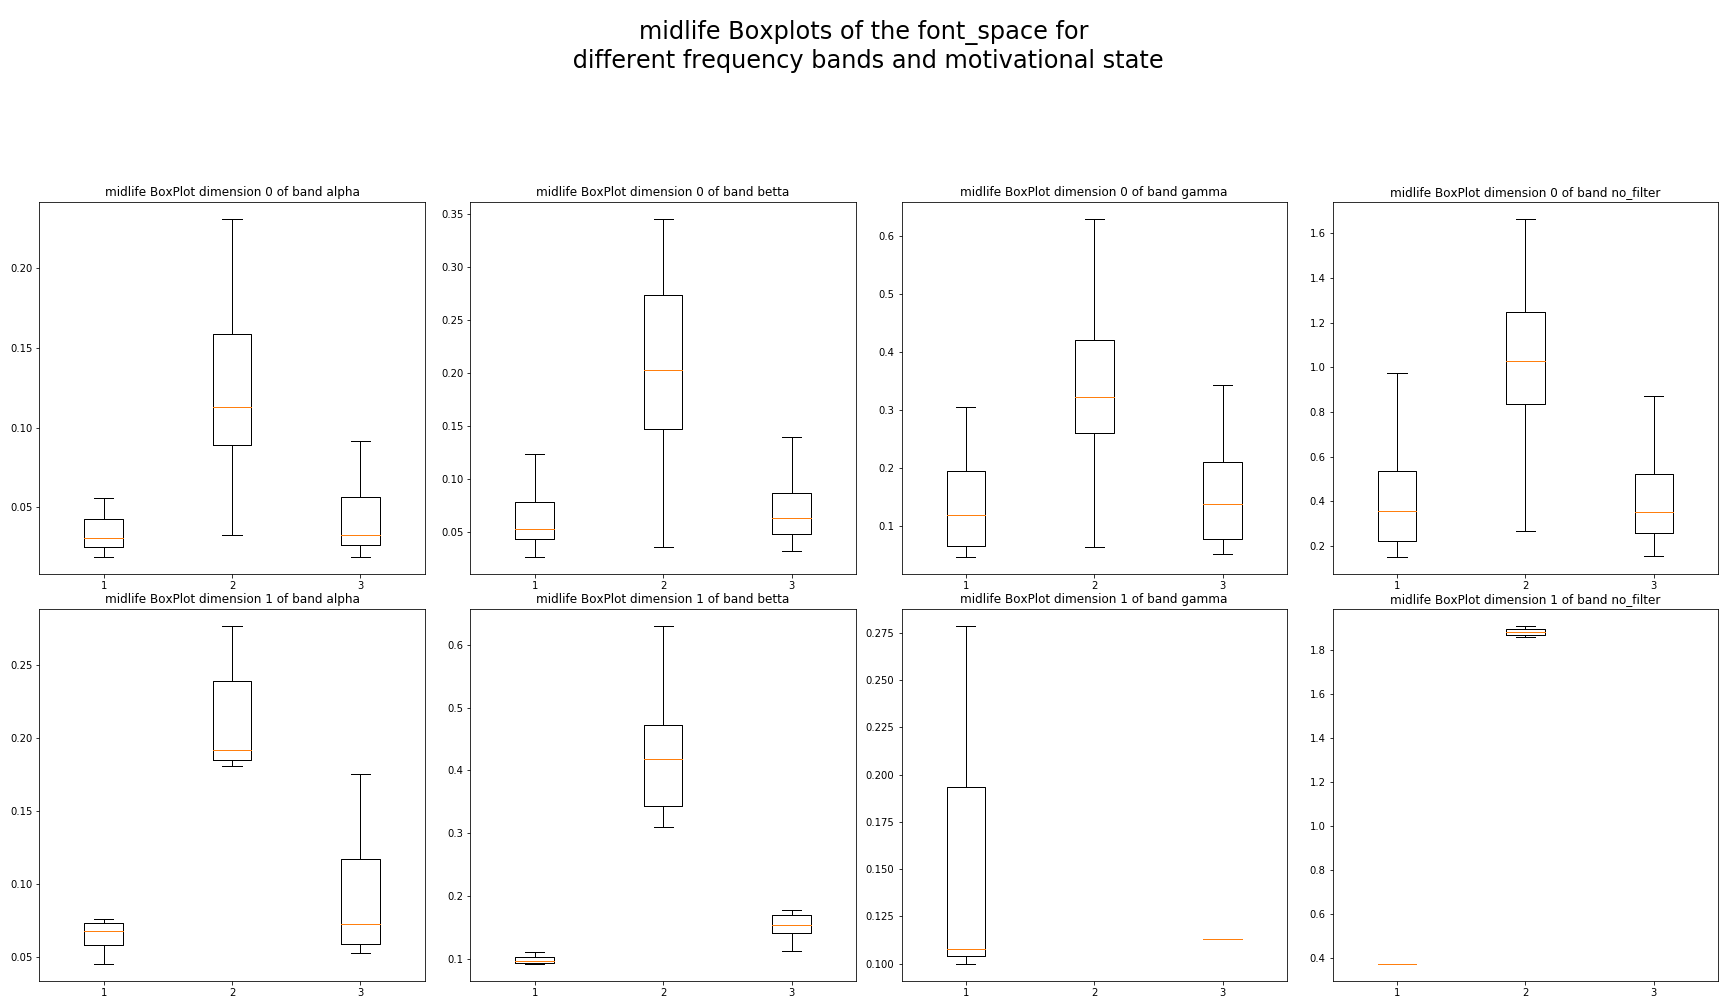 midlife Boxplots of the font_space for
different frequency bands and motivational state
midlife BoxPlot dimension 0 of band alpha
0.20
0.15
0.10
0.05
1 2 3
midlife BoxPlot dimension 0 of band betta
0.35
0.30
0.25
0.20
0.15
0.10
0.05
1 2 3
midlife BoxPlot dimension 0 of band gamma
0.6
0.5
0.4
0.3
0.2
0.1
1 2 3
midlife BoxPlot dimension 0 of band no_filter
1.6
1.4
1.2
1.0
0.8
0.6
0.4
0.2
1 2 3
midlife BoxPlot dimension 1 of band alpha
0.25
0.20
0.15
0.10
0.05
1 2 3
midlife BoxPlot dimension 1 of band betta
0.6
0.5
0.4
0.3
0.2
0.1
1 2 3
midlife BoxPlot dimension 1 of band gamma
0.275
0.250
0.225
0.200
0.175
0.150
0.125
0.100
1 2 3
midlife BoxPlot dimension 1 of band no_filter
1.8
1.6
1.4
1.2
1.0
0.8
0.6
0.4
1 2 3